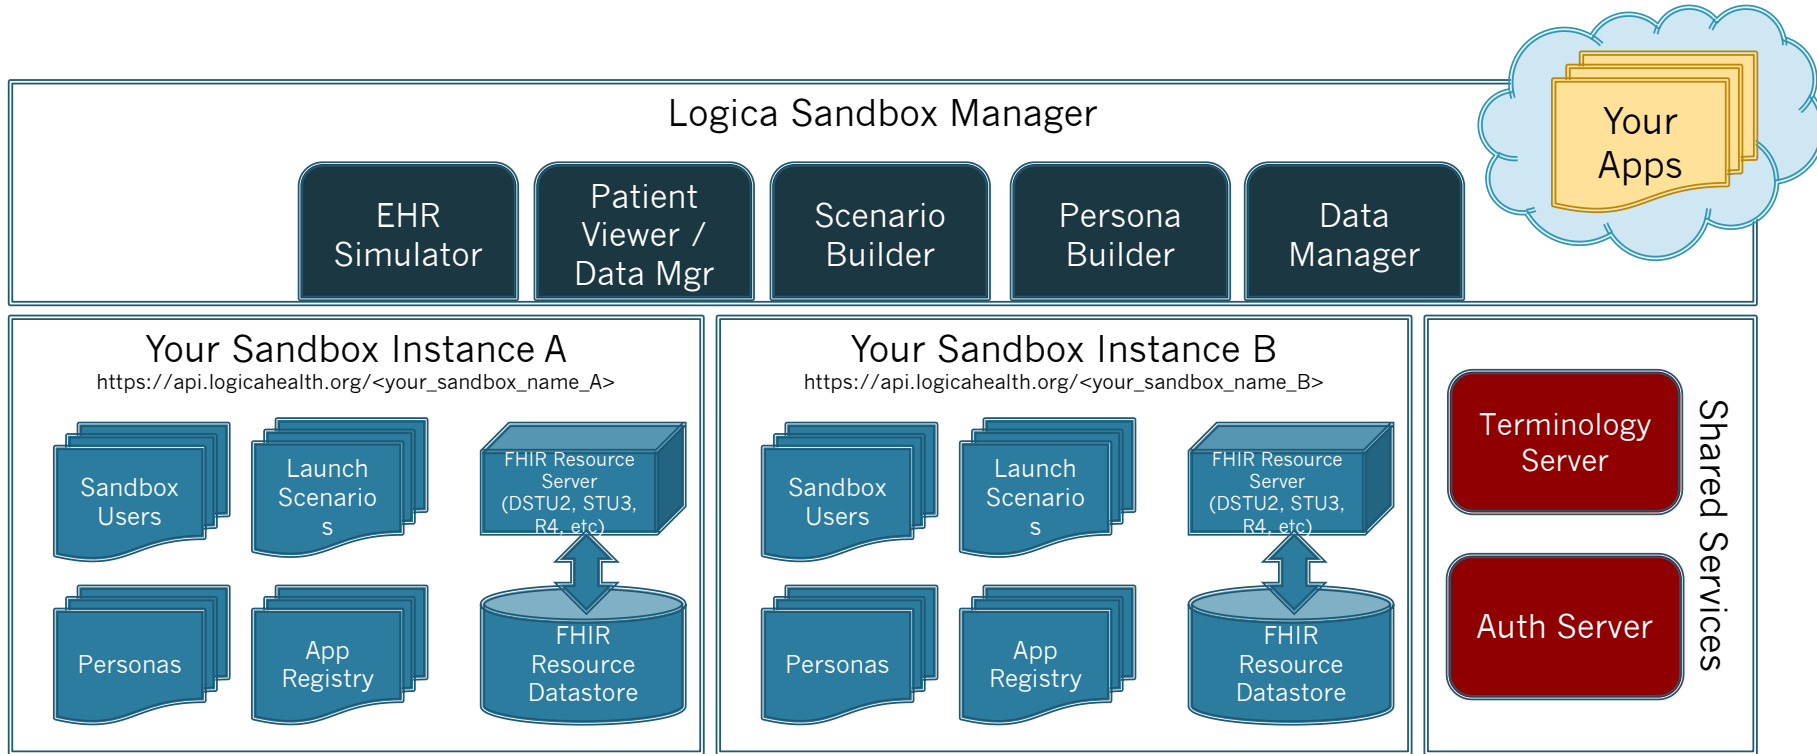 Logica Sandbox Manager
Your
Apps
EHR
Simulator
Patient
Viewer /
Data Mgr
Scenario
Builder
Persona
Builder
Data
Manager
Your Sandbox Instance A
https://api.logicahealth.org/<your_sandbox_name_A>
Sandbox
Users
Launch
Scenario
s
FHIR Resource
Server
(DSTU2, STU3,
R4, etc)
Personas
App
Registry
FHIR
Resource
Datastore
Your Sandbox Instance B
https://api.logicahealth.org/<your_sandbox_name_B>
Sandbox
Users
Launch
Scenario
s
FHIR Resource
Server
(DSTU2, STU3,
R4, etc)
Personas
App
Registry
FHIR
Resource
Datastore
Terminology
Server
Auth Server
Shared Services